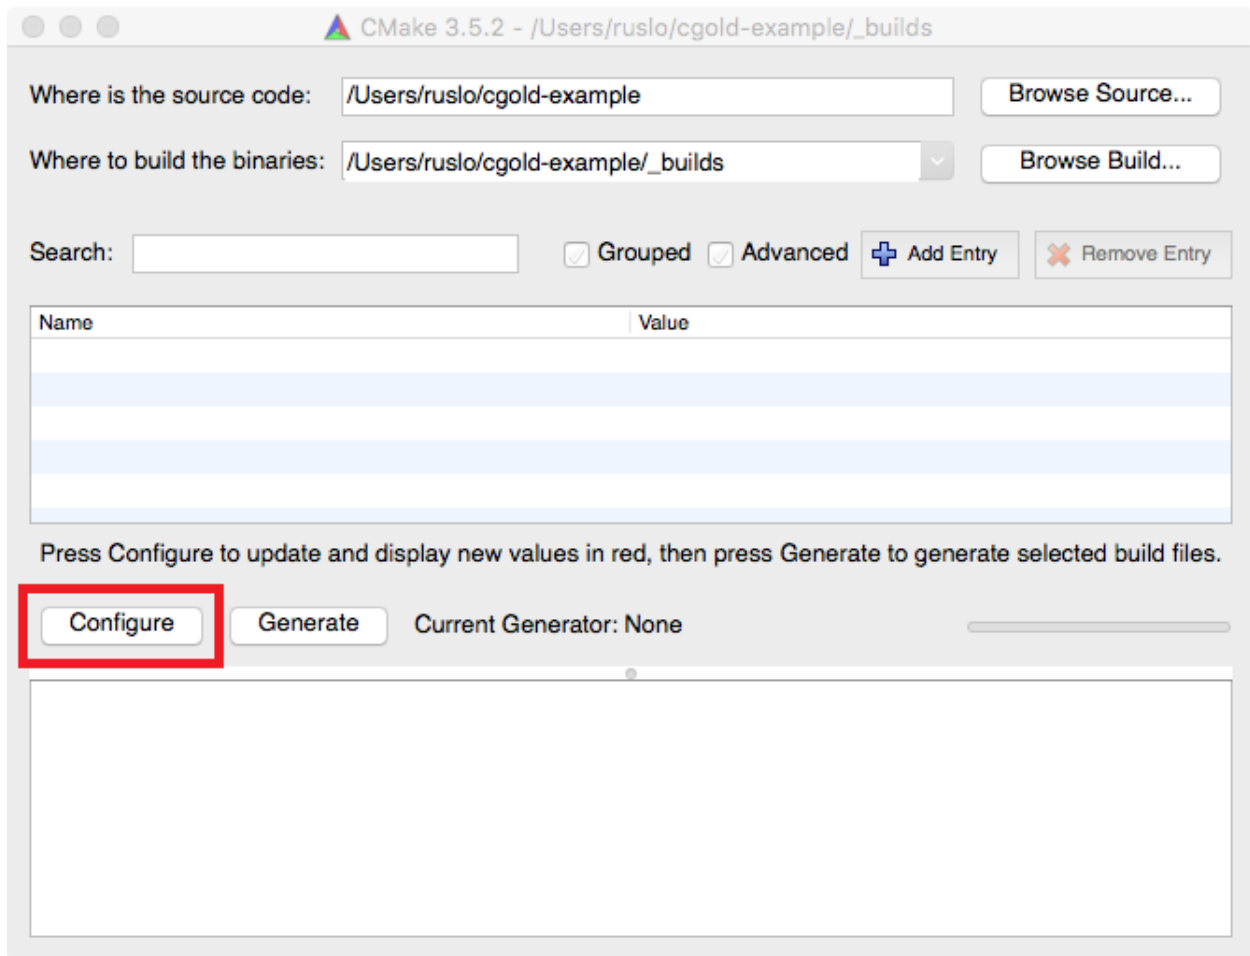 CMake 3.5.2 - /Users/ruslo/cgold-example/_builds
Where is the source code: /Users/ruslo/cgold-example Browse Source...
Where to build the binaries: /Users/ruslo/cgold-example/_builds Browse Build...
Search: Grouped Advanced Add Entry Remove Entry
Name Value
Press Configure to update and display new values in red, then press Generate to generate selected build files.
Configure Generate Current Generator: None